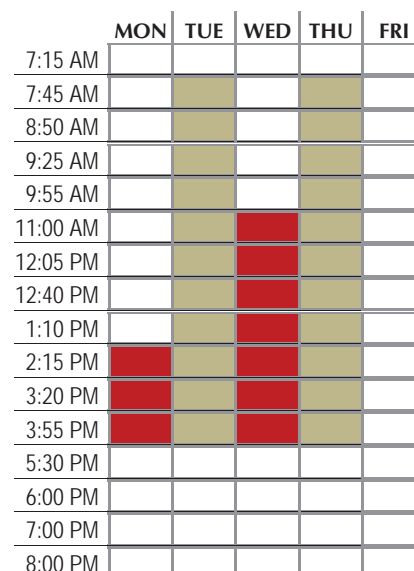 MON TUE WED THU FRI
7:15 AM
7:45 AM
8:50 AM
9:25 AM
9:55 AM
11:00 AM
12:05 PM
12:40 PM
1:10 PM
2:15 PM
3:20 PM
3:55 PM
5:30 PM
6:00 PM
7:00 PM
8:00 PM